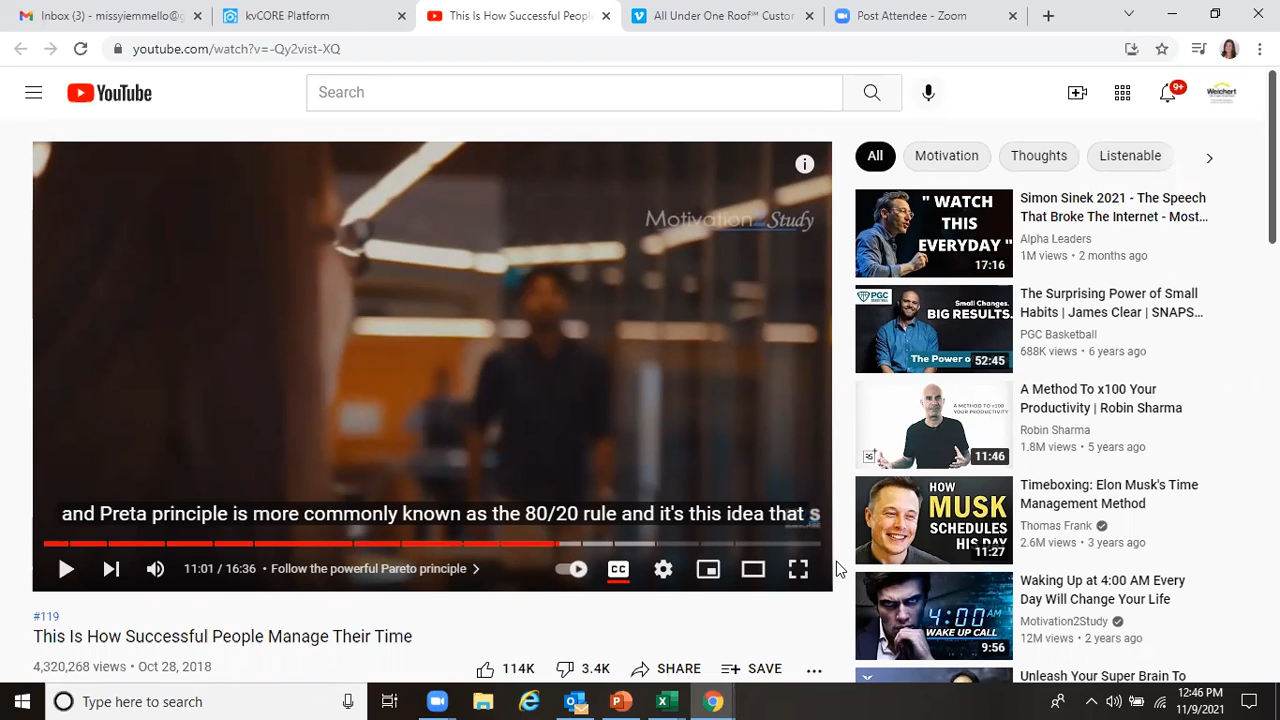 Inbox (3) - missyjemmello@g
kvCORE Platform
This Is How Successful Peopl
All Under One Roof℠ Custor
Post Attendee - Zoom
youtube.com/watch?v=-Qy2vist-XQ
YouTube
Search
9+
Weichert
Motivation2Study
and Preta principle is more commonly known as the 80/20 rule and it's this idea that s
11:01 / 16:36 • Follow the powerful Pareto principle
CC
#119
This Is How Successful People Manage Their Time
4,320,268 views • Oct 28, 2018
114K
3.4K
SHARE
SAVE
All
Motivation
Thoughts
Listenable
" WATCH
THIS
EVERYDAY "
17:16
Simon Sinek 2021 - The Speech
That Broke The Internet - Most...
Alpha Leaders
1M views • 2 months ago
PGC
Small Changes.
BIG RESULTS.
The Power o
52:45
The Surprising Power of Small
Habits | James Clear | SNAPS...
PGC Basketball
688K views • 6 years ago
A METHOD TO x100
YOUR PRODUCTIVITY
11:46
A Method To x100 Your
Productivity | Robin Sharma
Robin Sharma
1.8M views • 5 years ago
HOW
MUSK
SCHEDULES
HIS DAY
11:27
Timeboxing: Elon Musk's Time
Management Method
Thomas Frank
2.6M views • 3 years ago
4:00 AM
WAKE UP CALL
9:56
Waking Up at 4:00 AM Every
Day Will Change Your Life
Motivation2Study
12M views • 2 years ago
Unleash Your Super Brain To
Type here to search
12:46 PM
11/9/2021